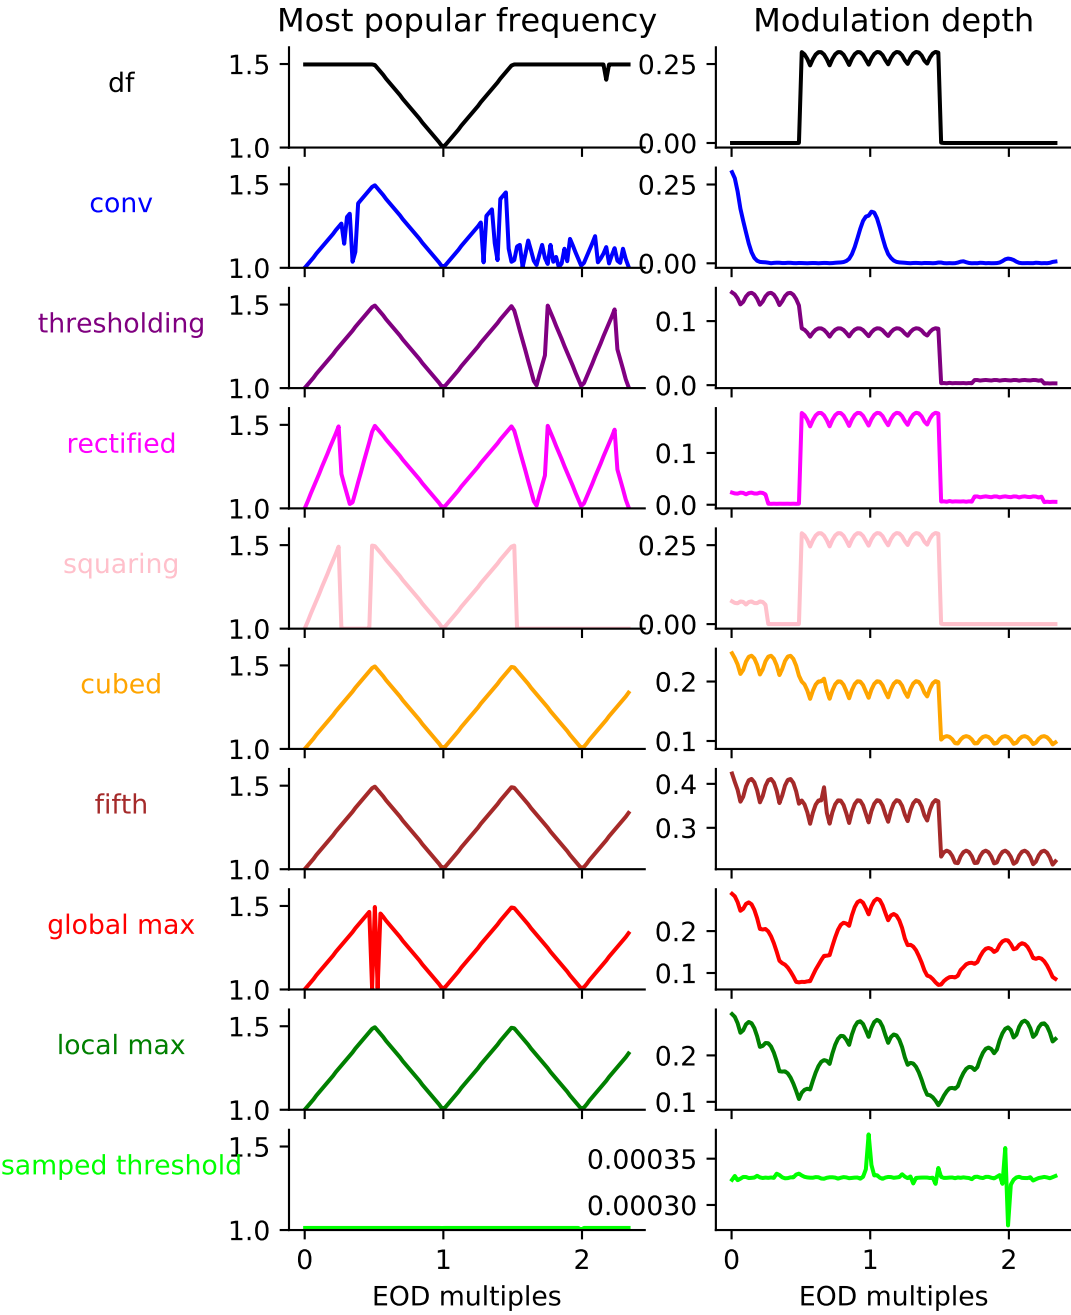 Most popular frequency Modulation depth
df 1.5 1.0 0.25 0.00
conv 1.5 1.0 0.25 0.00
thresholding 1.5 1.0 0.1 0.0
rectified 1.5 1.0 0.1 0.0
squaring 1.5 1.0 0.25 0.00
cubed 1.5 1.0 0.2 0.1
fifth 1.5 1.0 0.4 0.3
global max 1.5 1.0 0.2 0.1
local max 1.5 1.0 0.2 0.1
samped threshold 1.5 1.0 0.00035 0.00030
0 1 2 0 1 2
EOD multiples EOD multiples